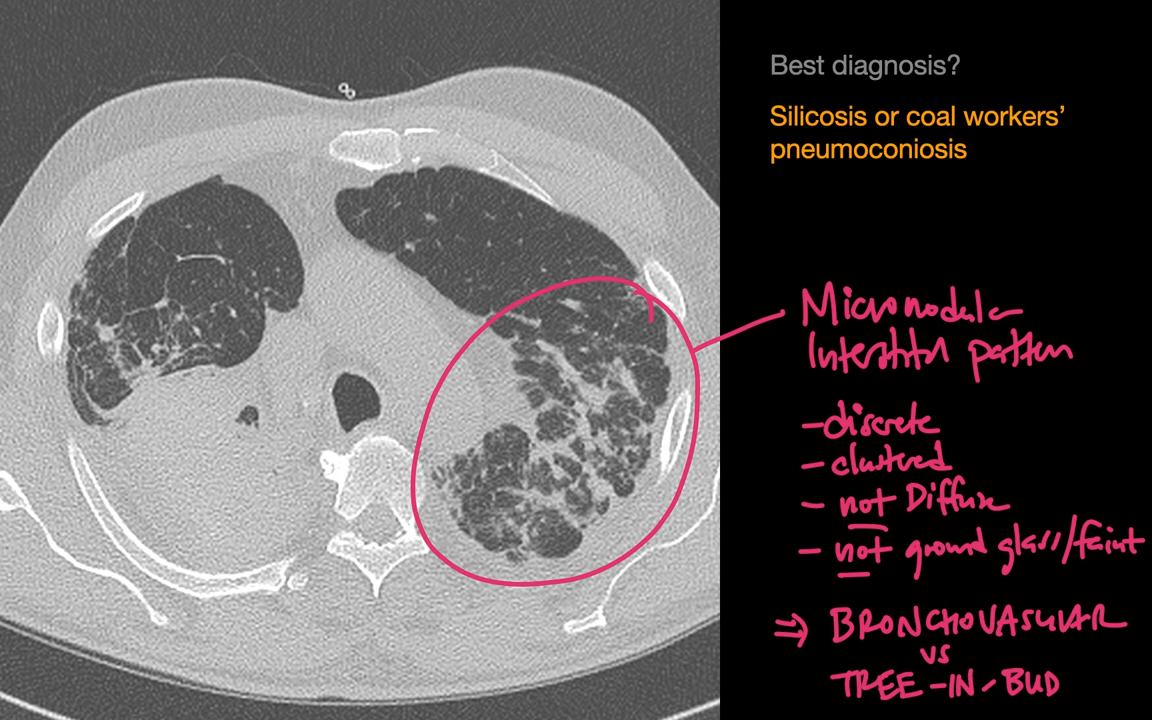 Best diagnosis?
Silicosis or coal workers'
pneumoconiosis
Micronodular
Interstitial pattern
- discrete
- clustered
- not Diffuse
- not ground glass/faint
⇒ BRONCHOVASCULAR
vs
TREE-IN-BUD